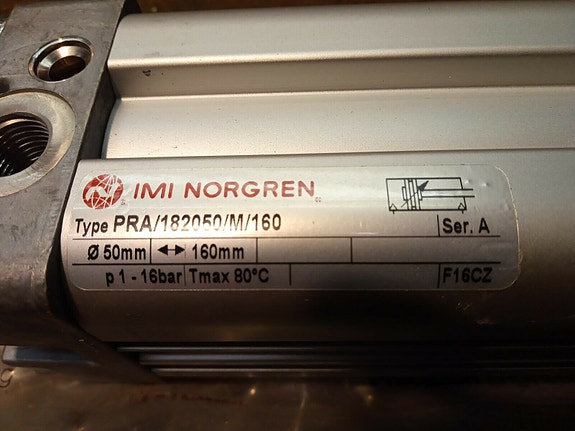 IMI NORGREN
Type PRA/182050/M/160 Ser. A
Ø 50mm ↔ 160mm
p 1 - 16bar Tmax 80°C F16CZ